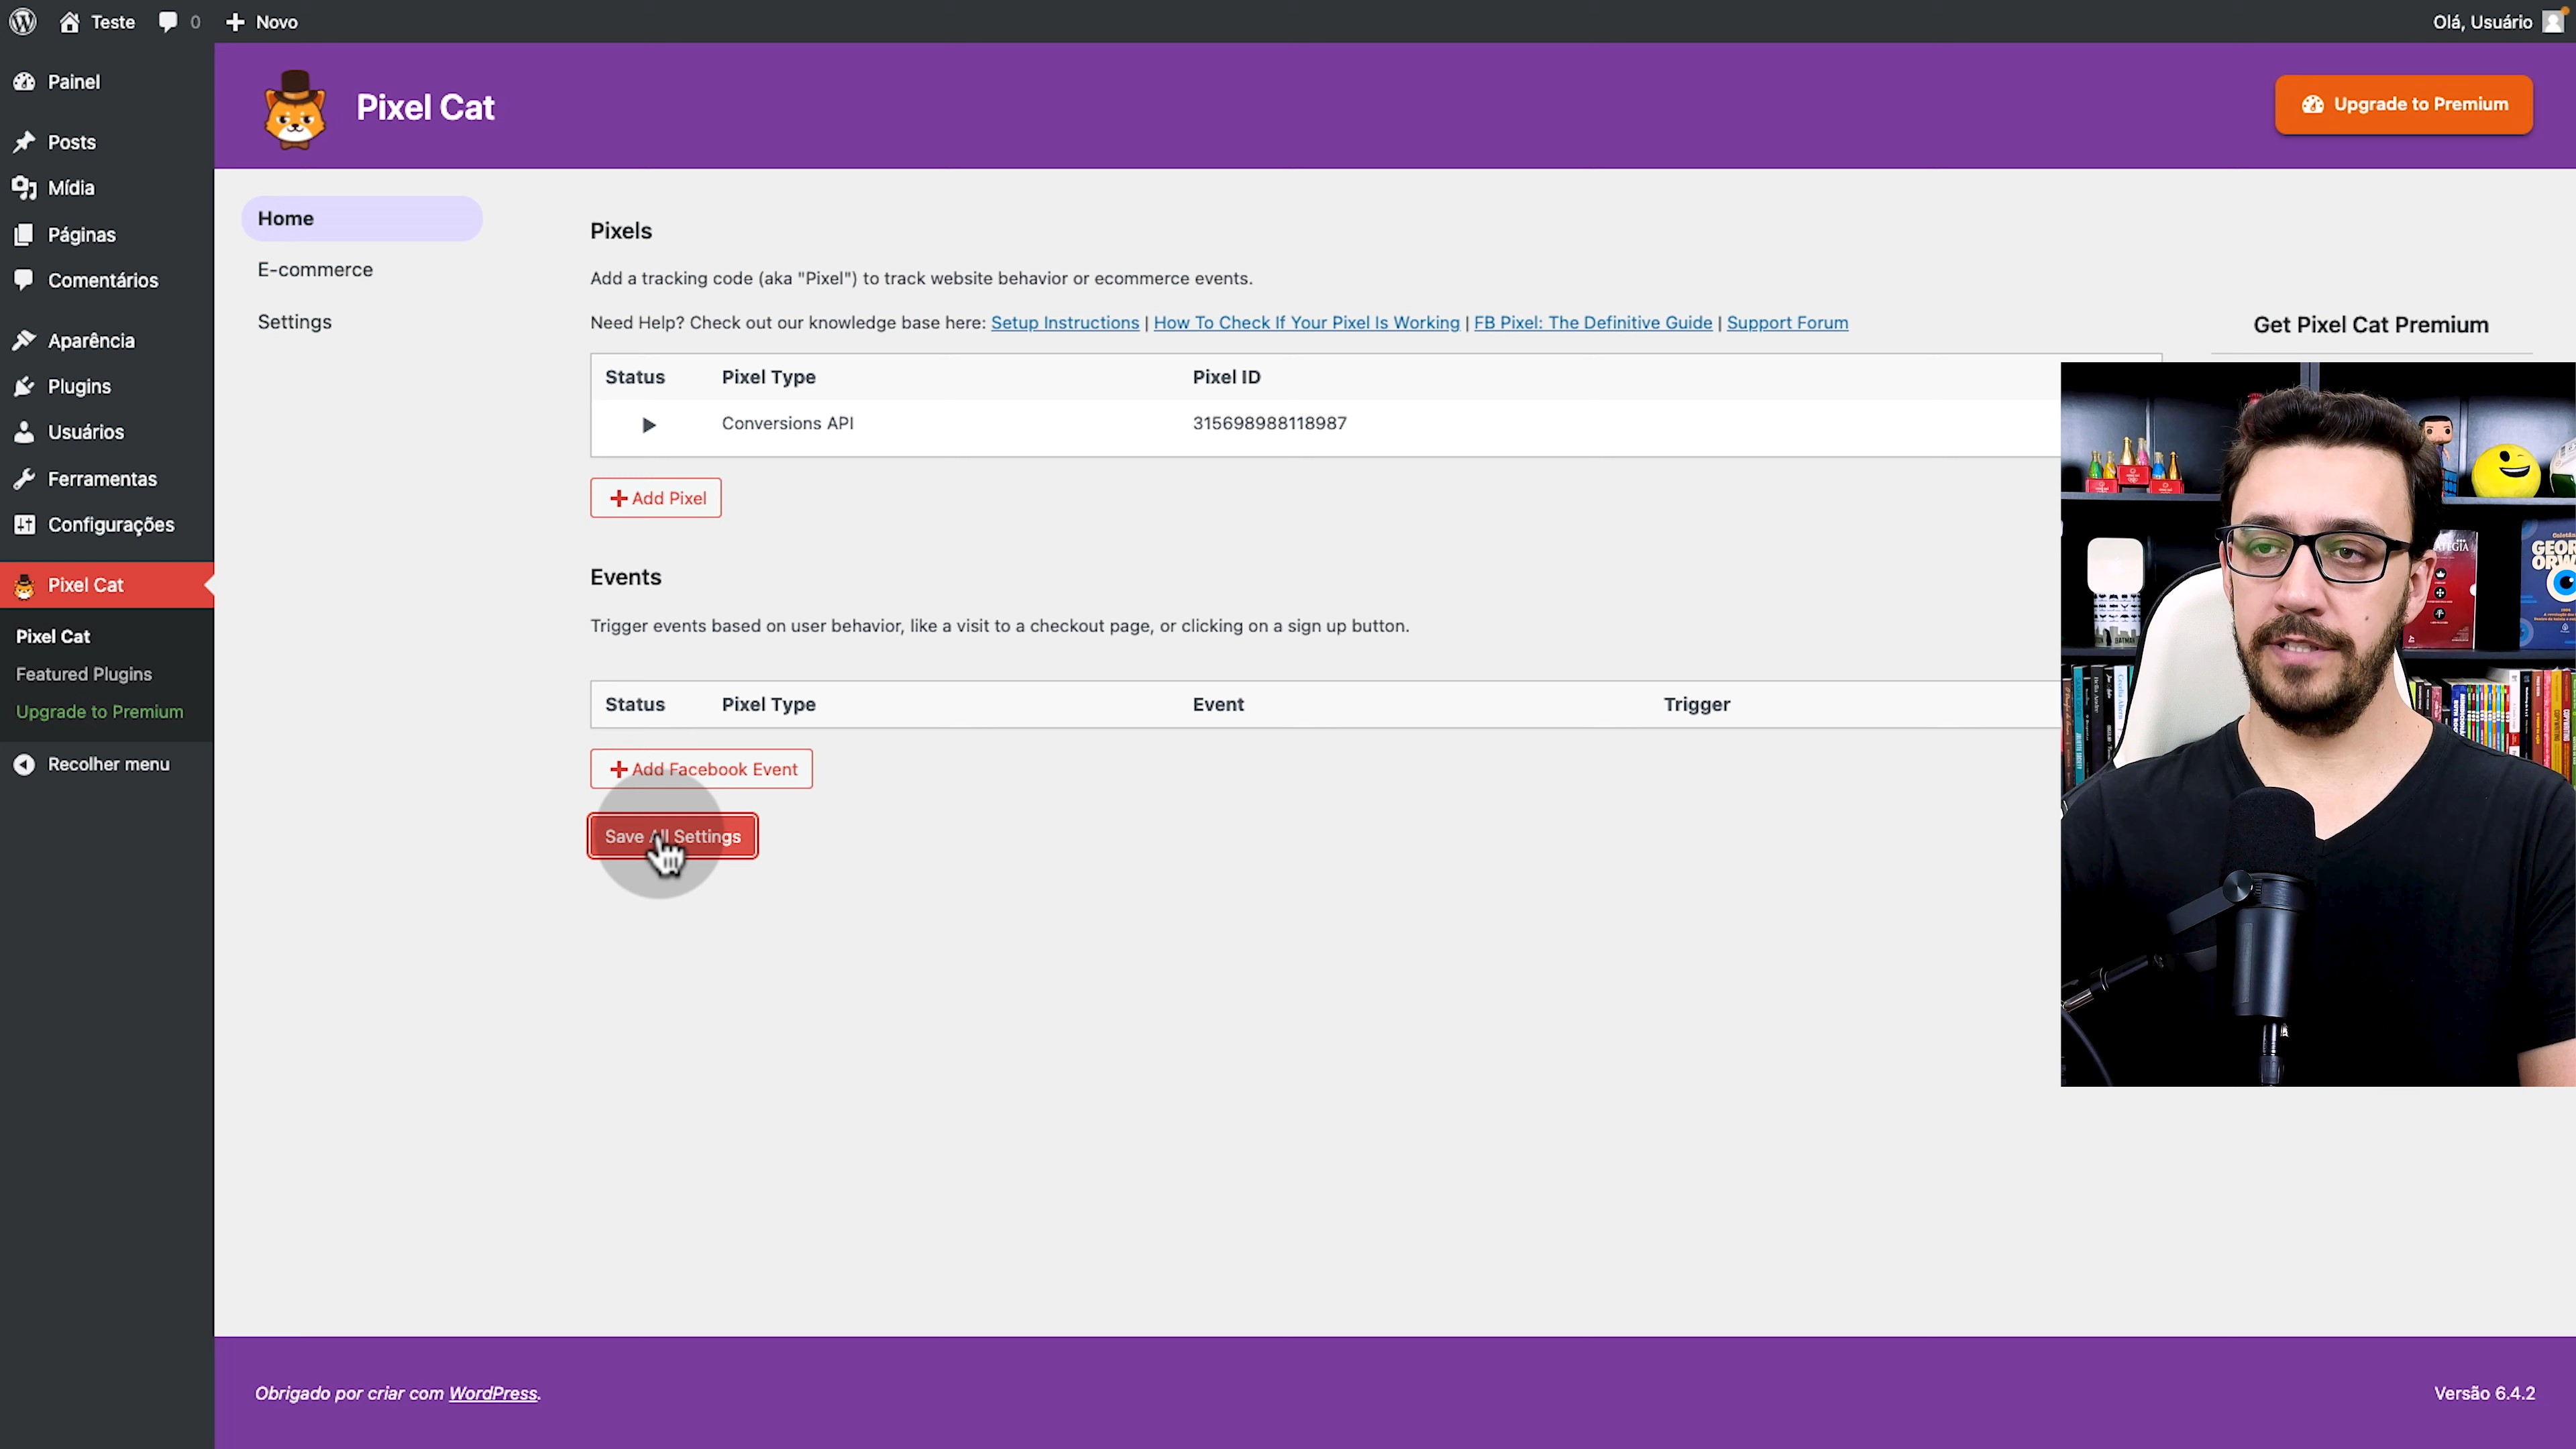 Teste
0
Novo
Olá, Usuário
Painel
Posts
Mídia
Páginas
Comentários
Aparência
Plugins
Usuários
Ferramentas
Configurações
Pixel Cat
Pixel Cat
Featured Plugins
Upgrade to Premium
Recolher menu
Pixel Cat
Upgrade to Premium
Home
E-commerce
Settings
Pixels
Add a tracking code (aka "Pixel") to track website behavior or ecommerce events.
Need Help? Check out our knowledge base here: Setup Instructions | How To Check If Your Pixel Is Working | FB Pixel: The Definitive Guide | Support Forum
Status Pixel Type Pixel ID
Conversions API 315698988118987
Add Pixel
Events
Trigger events based on user behavior, like a visit to a checkout page, or clicking on a sign up button.
Status Pixel Type Event Trigger
Add Facebook Event
Save All Settings
Get Pixel Cat Premium
GEORG
ORW
Obrigado por criar com WordPress.
Versão 6.4.2